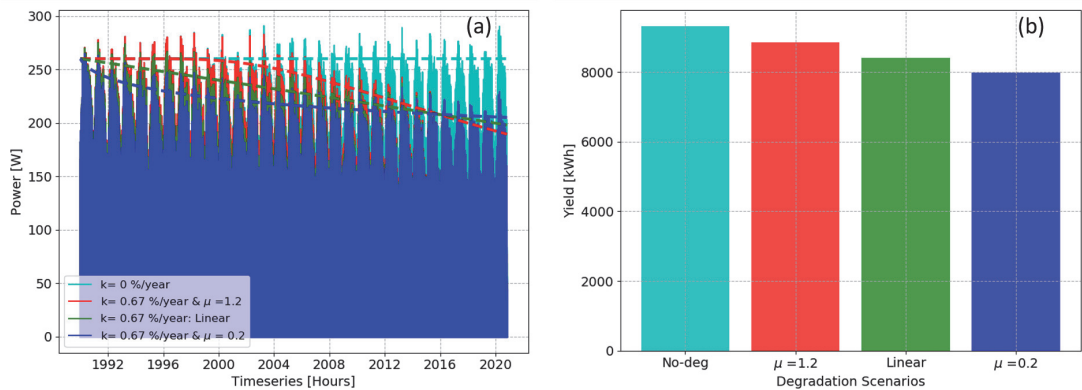 (a)
300
250
200
150
100
50
0
Power [W]
k= 0 %/year
k= 0.67 %/year & μ =1.2
k= 0.67 %/year: Linear
k= 0.67 %/year & μ = 0.2
1992 1996 2000 2004 2008 2012 2016 2020
Timeseries [Hours]
(b)
8000
6000
4000
2000
0
Yield [kWh]
No-deg μ =1.2 Linear μ =0.2
Degradation Scenarios